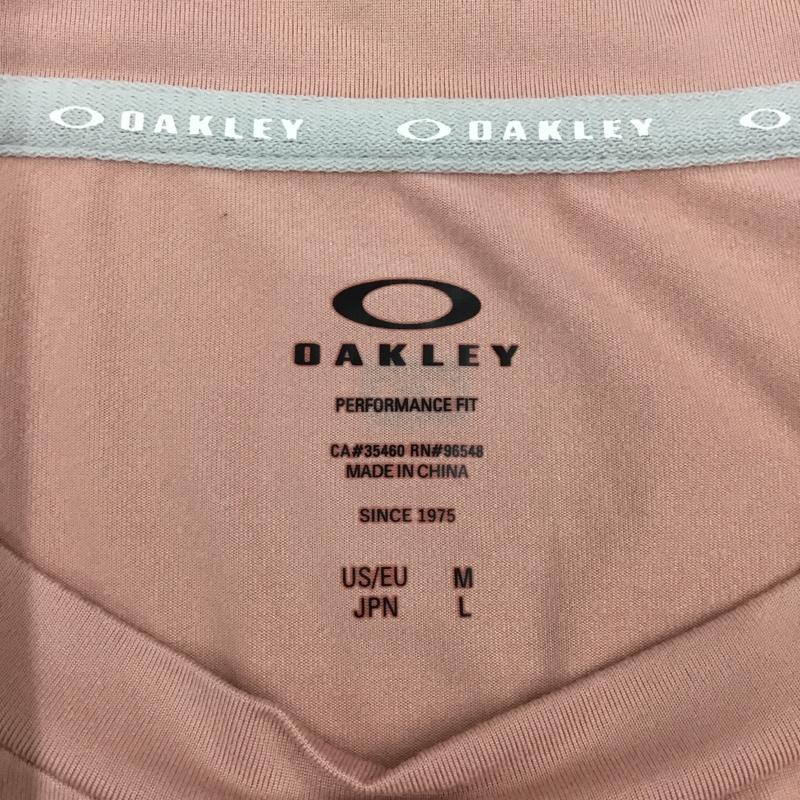 OAKLEY OAKLEY
OAKLEY
PERFORMANCE FIT
CA#35460 RN#96548
MADE IN CHINA
SINCE 1975
US/EU M
JPN L